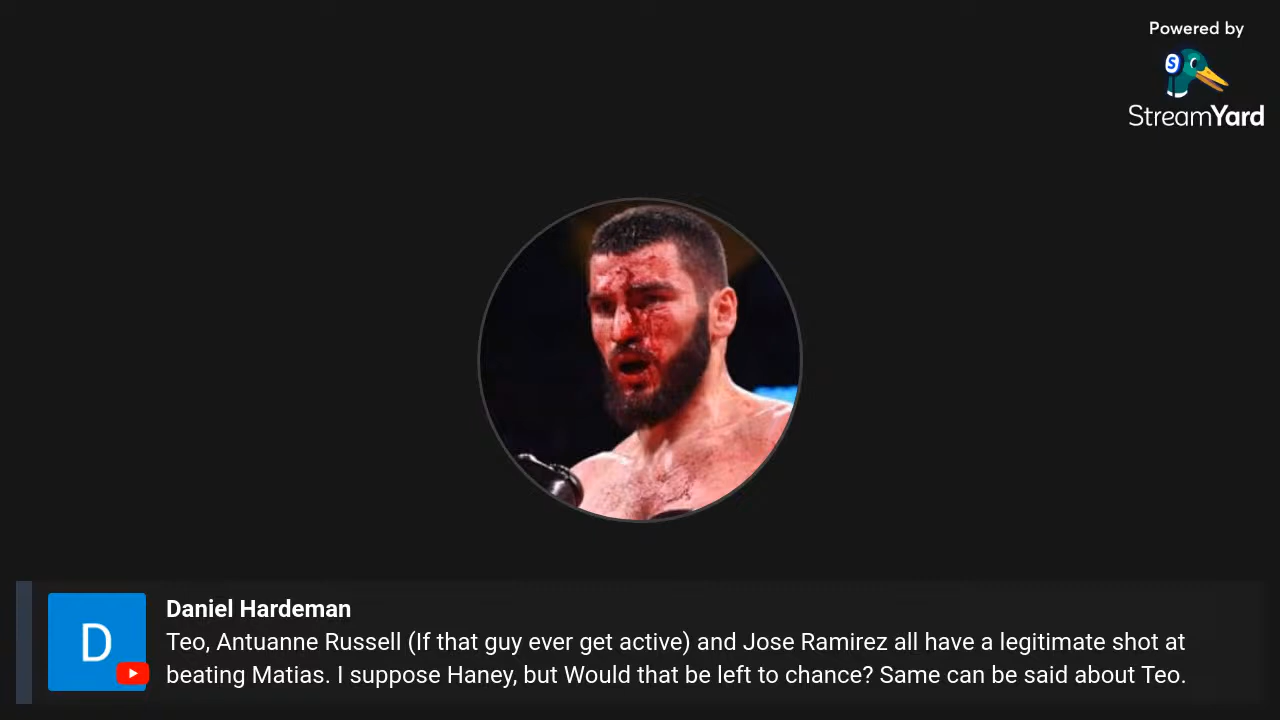 Powered by
S
StreamYard
D
Daniel Hardeman
Teo, Antuanne Russell (If that guy ever get active) and Jose Ramirez all have a legitimate shot at
beating Matias. I suppose Haney, but Would that be left to chance? Same can be said about Teo.